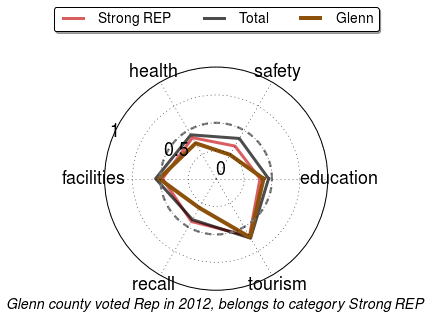 Strong REP Total Glenn
health safety
1
0.5
0
facilities education
recall tourism
Glenn county voted Rep in 2012, belongs to category Strong REP